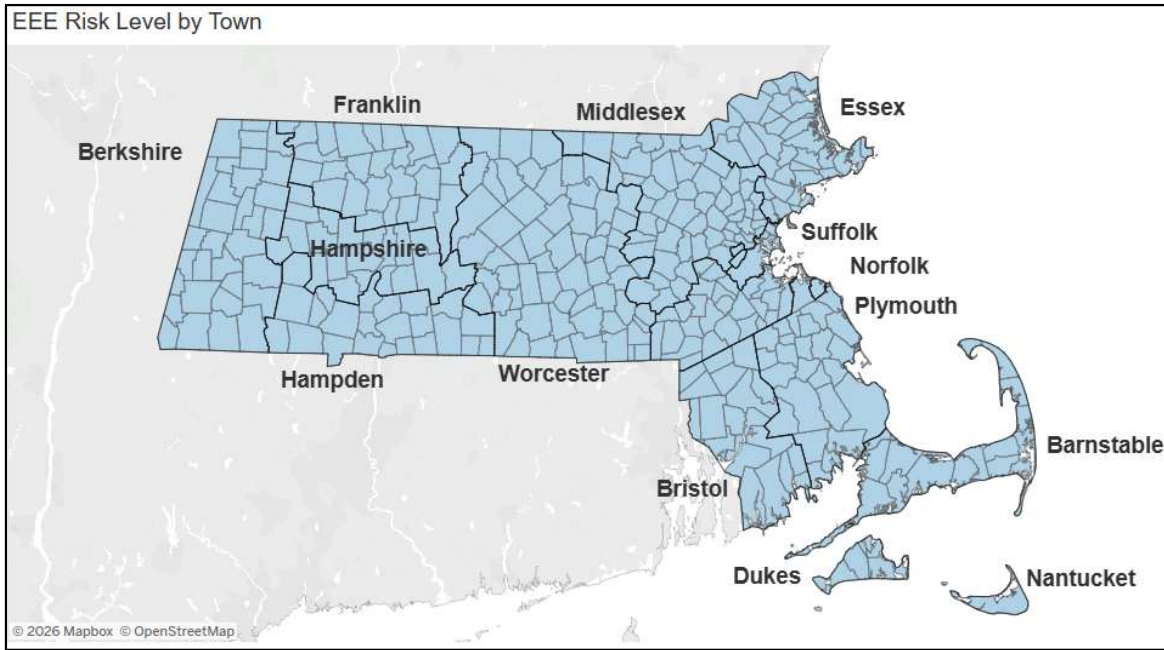 EEE Risk Level by Town
Franklin
Middlesex
Essex
Berkshire
Hampshire
Suffolk
Norfolk
Plymouth
Hampden
Worcester
Barnstable
Bristol
Dukes
Nantucket
© 2026 Mapbox © OpenStreetMap